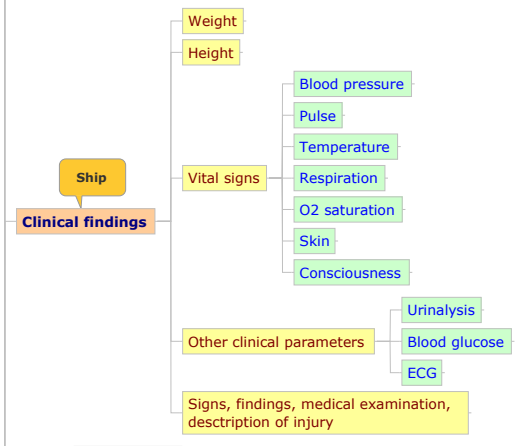 Weight
Height
Blood pressure
Pulse
Temperature
Ship
Vital signs
Respiration
O2 saturation
Clinical findings
Skin
Consciousness
Urinalysis
Other clinical parameters
Blood glucose
ECG
Signs, findings, medical examination,
desctription of injury